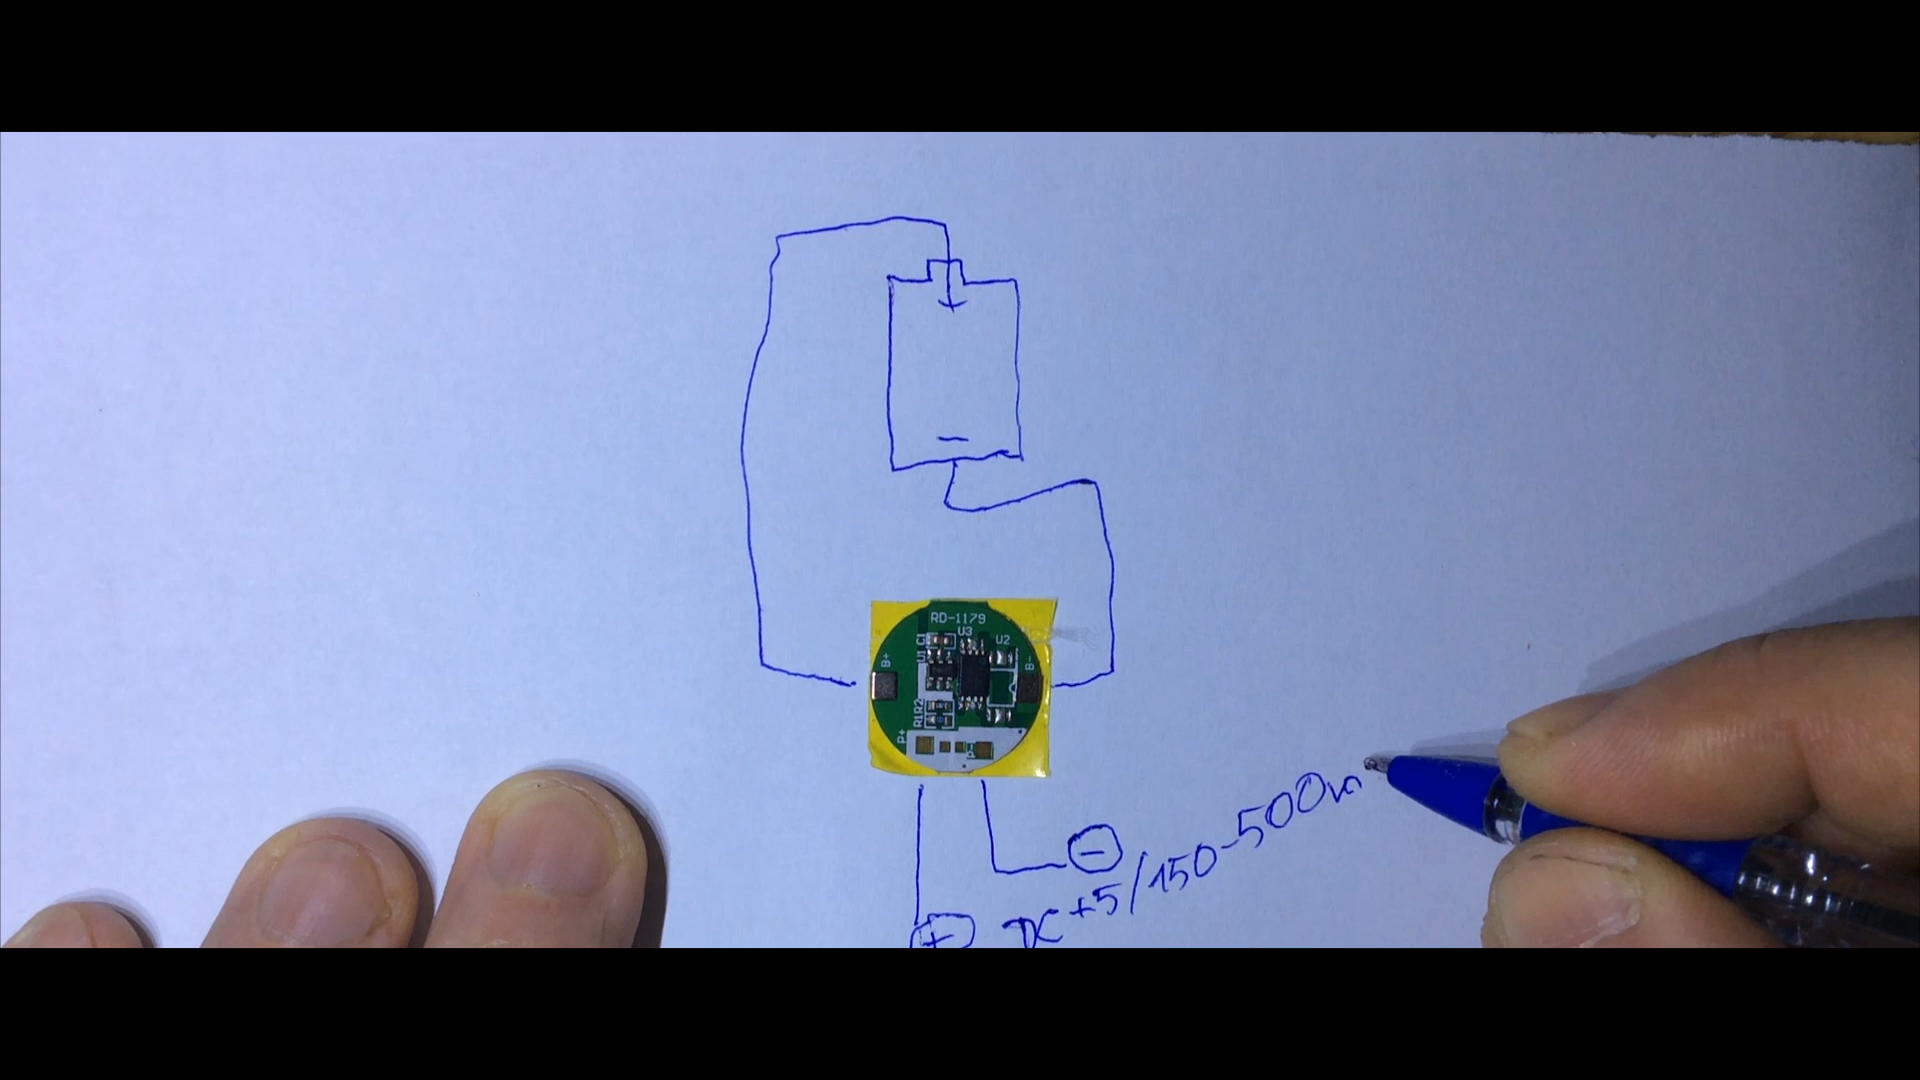 RD-1179
U3
C1
U2
U1
B+
B-
R1R2
P+
P-
−
+
DC+5/150-500m